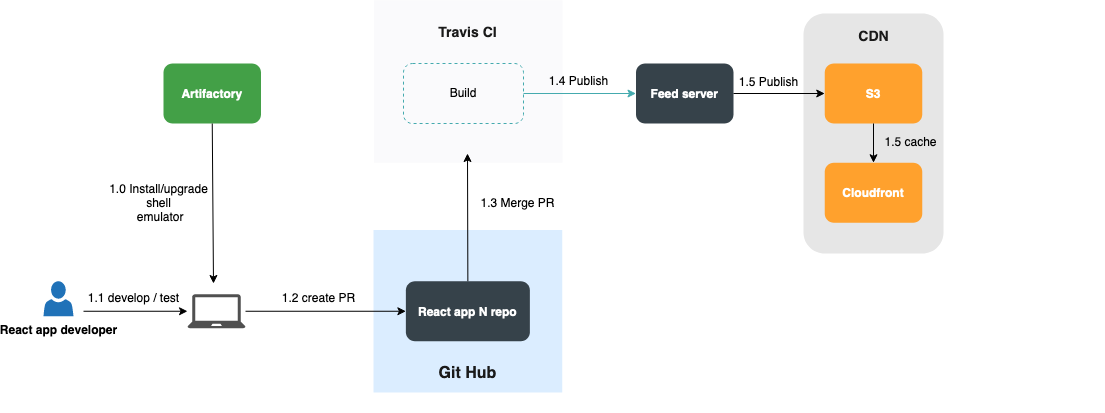 Travis CI
CDN
Artifactory
Build
1.4 Publish
Feed server
1.5 Publish
S3
1.5 cache
Cloudfront
1.0 Install/upgrade
shell
emulator
1.3 Merge PR
1.1 develop / test
1.2 create PR
React app N repo
React app developer
Git Hub